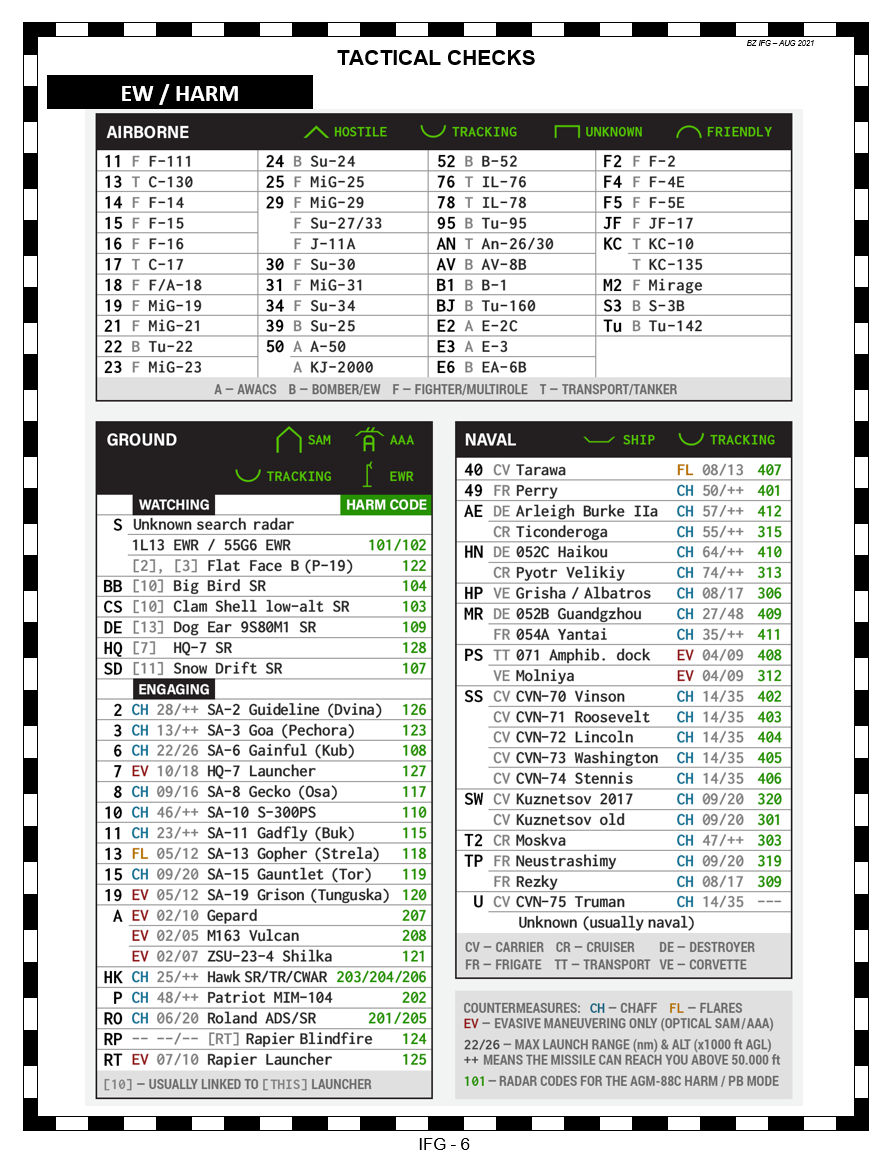 BZ IFG – AUG 2021
TACTICAL CHECKS
EW / HARM
AIRBORNE HOSTILE TRACKING UNKNOWN FRIENDLY
11 F F-111 24 B Su-24 52 B B-52 F2 F F-2
13 T C-130 25 F MiG-25 76 T IL-76 F4 F F-4E
14 F F-14 29 F MiG-29 78 T IL-78 F5 F F-5E
15 F F-15 F Su-27/33 95 B Tu-95 JF F JF-17
16 F F-16 F J-11A AN T An-26/30 KC T KC-10
17 T C-17 30 F Su-30 AV B AV-8B T KC-135
18 F F/A-18 31 F MiG-31 B1 B B-1 M2 F Mirage
19 F MiG-19 34 F Su-34 BJ B Tu-160 S3 B S-3B
21 F MiG-21 39 B Su-25 E2 A E-2C Tu B Tu-142
22 B Tu-22 50 A A-50 E3 A E-3
23 F MiG-23 A KJ-2000 E6 B EA-6B
A – AWACS B – BOMBER/EW F – FIGHTER/MULTIROLE T – TRANSPORT/TANKER
GROUND SAM A AAA
TRACKING EWR
WATCHING HARM CODE
S Unknown search radar
1L13 EWR / 55G6 EWR 101/102
[2], [3] Flat Face B (P-19) 122
BB [10] Big Bird SR 104
CS [10] Clam Shell low-alt SR 103
DE [13] Dog Ear 9S80M1 SR 109
HQ [7] HQ-7 SR 128
SD [11] Snow Drift SR 107
ENGAGING
2 CH 28/++ SA-2 Guideline (Dvina) 126
3 CH 13/++ SA-3 Goa (Pechora) 123
6 CH 22/26 SA-6 Gainful (Kub) 108
7 EV 10/18 HQ-7 Launcher 127
8 CH 09/16 SA-8 Gecko (Osa) 117
10 CH 46/++ SA-10 S-300PS 110
11 CH 23/++ SA-11 Gadfly (Buk) 115
13 FL 05/12 SA-13 Gopher (Strela) 118
15 CH 09/20 SA-15 Gauntlet (Tor) 119
19 EV 05/12 SA-19 Grison (Tunguska) 120
A EV 02/10 Gepard 207
EV 02/05 M163 Vulcan 208
EV 02/07 ZSU-23-4 Shilka 121
HK CH 25/++ Hawk SR/TR/CWAR 203/204/206
P CH 48/++ Patriot MIM-104 202
RO CH 06/20 Roland ADS/SR 201/205
RP -- --/-- [RT] Rapier Blindfire 124
RT EV 07/10 Rapier Launcher 125
[10] – USUALLY LINKED TO [THIS] LAUNCHER
NAVAL SHIP TRACKING
40 CV Tarawa FL 08/13 407
49 FR Perry CH 50/++ 401
AE DE Arleigh Burke IIa CH 57/++ 412
CR Ticonderoga CH 55/++ 315
HN DE 052C Haikou CH 64/++ 410
CR Pyotr Velikiy CH 74/++ 313
HP VE Grisha / Albatros CH 08/17 306
MR DE 052B Guandgzhou CH 27/48 409
FR 054A Yantai CH 35/++ 411
PS TT 071 Amphib. dock EV 04/09 408
VE Molniya EV 04/09 312
SS CV CVN-70 Vinson CH 14/35 402
CV CVN-71 Roosevelt CH 14/35 403
CV CVN-72 Lincoln CH 14/35 404
CV CVN-73 Washington CH 14/35 405
CV CVN-74 Stennis CH 14/35 406
SW CV Kuznetsov 2017 CH 09/20 320
CV Kuznetsov old CH 09/20 301
T2 CR Moskva CH 47/++ 303
TP FR Neustrashimy CH 09/20 319
FR Rezky CH 08/17 309
U CV CVN-75 Truman CH 14/35 ---
Unknown (usually naval)
CV – CARRIER CR – CRUISER DE – DESTROYER
FR – FRIGATE TT – TRANSPORT VE – CORVETTE
COUNTERMEASURES: CH – CHAFF FL – FLARES
EV – EVASIVE MANEUVERING ONLY (OPTICAL SAM/AAA)
22/26 – MAX LAUNCH RANGE (nm) & ALT (x1000 ft AGL)
++ MEANS THE MISSILE CAN REACH YOU ABOVE 50.000 ft
101 – RADAR CODES FOR THE AGM-88C HARM / PB MODE
IFG - 6